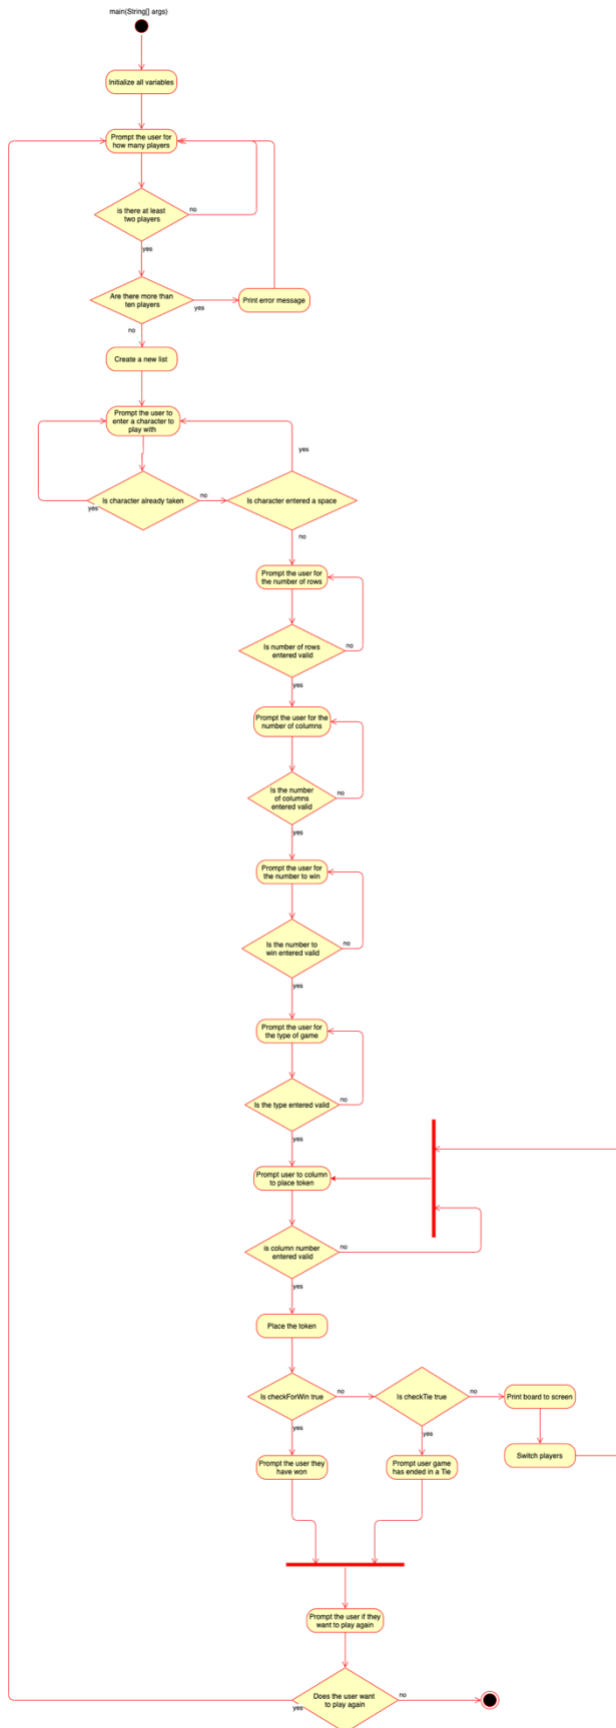 main(String[] args)
Initialize all variables
Prompt the user for
how many players
is there at least
two players
no
yes
Are there more than
ten players
yes
Print error message
no
Create a new list
Prompt the user to
enter a character to
play with
yes
Is character already taken
no
Is character entered a space
yes
no
Prompt the user for
the number of rows
Is number of rows
entered valid
no
yes
Prompt the user for the
number of columns
Is the number
of columns
entered valid
no
yes
Prompt the user for
the number to win
Is the number to
win entered valid
no
yes
Prompt the user for
the type of game
Is the type entered valid
no
yes
Prompt user to column
to place token
is column number
entered valid
no
yes
Place the token
Is checkForWin true
no
Is checkTie true
no
Print board to screen
yes
yes
Prompt the user they
have won
Prompt user game
has ended in a Tie
Switch players
Prompt the user if they
want to play again
Does the user want
to play again
no
yes